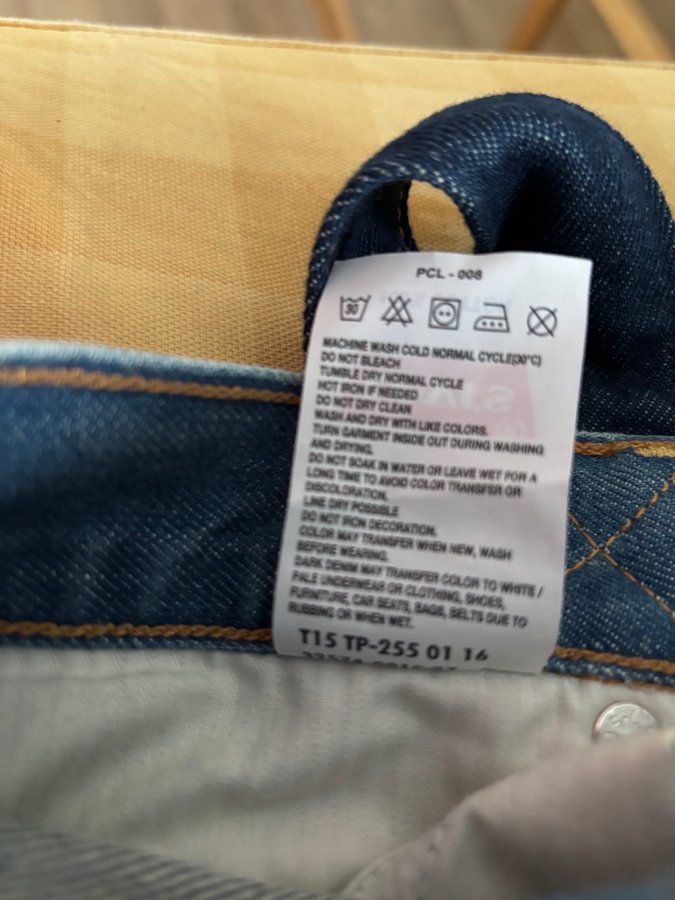 PCL - 008
30
MACHINE WASH COLD NORMAL CYCLE(30°C)
DO NOT BLEACH
TUMBLE DRY NORMAL CYCLE
HOT IRON IF NEEDED
DO NOT DRY CLEAN
WASH AND DRY WITH LIKE COLORS.
TURN GARMENT INSIDE OUT DURING WASHING
AND DRYING.
DO NOT SOAK IN WATER OR LEAVE WET FOR A
LONG TIME TO AVOID COLOR TRANSFER OR
DISCOLORATION.
LINE DRY POSSIBLE
DO NOT IRON DECORATION.
COLOR MAY TRANSFER WHEN NEW, WASH
BEFORE WEARING.
DARK DENIM MAY TRANSFER COLOR TO WHITE /
PALE UNDERWEAR OR CLOTHING, SHOES,
FURNITURE, CAR SEATS, BAGS, BELTS DUE TO
RUBBING OR WHEN WET.
T15 TP-255 01 16